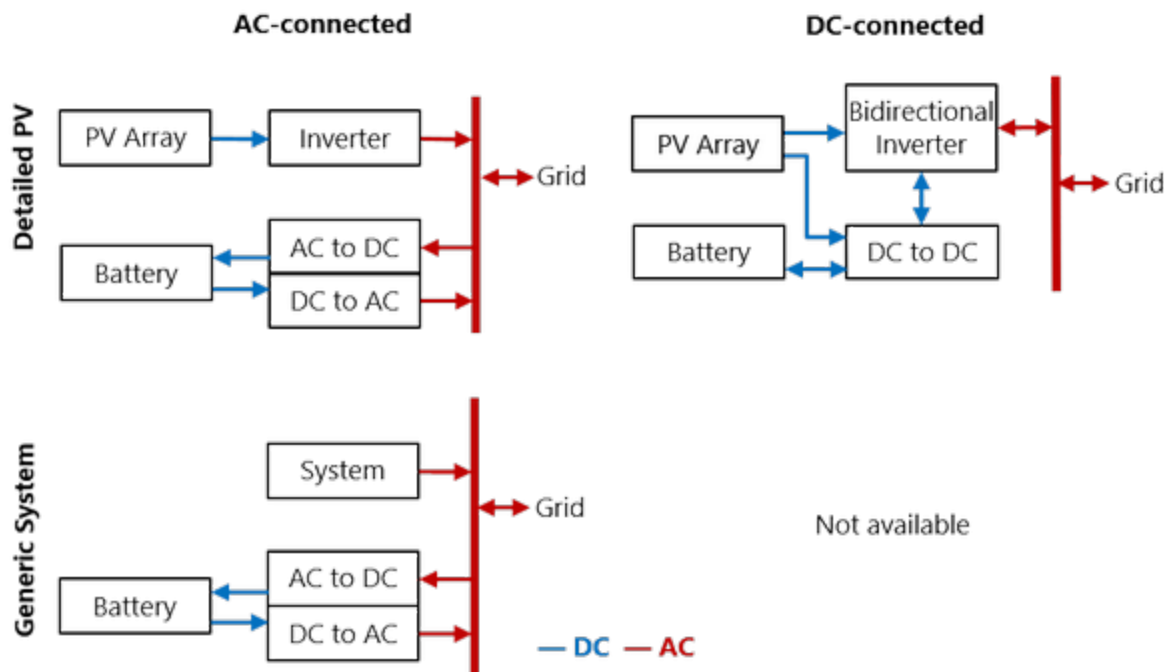 AC-connected
DC-connected
Detailed PV
PV Array
Inverter
Grid
Battery
AC to DC
DC to AC
PV Array
Bidirectional
Inverter
Grid
Battery
DC to DC
Generic System
System
Grid
Battery
AC to DC
DC to AC
Not available
DC
AC